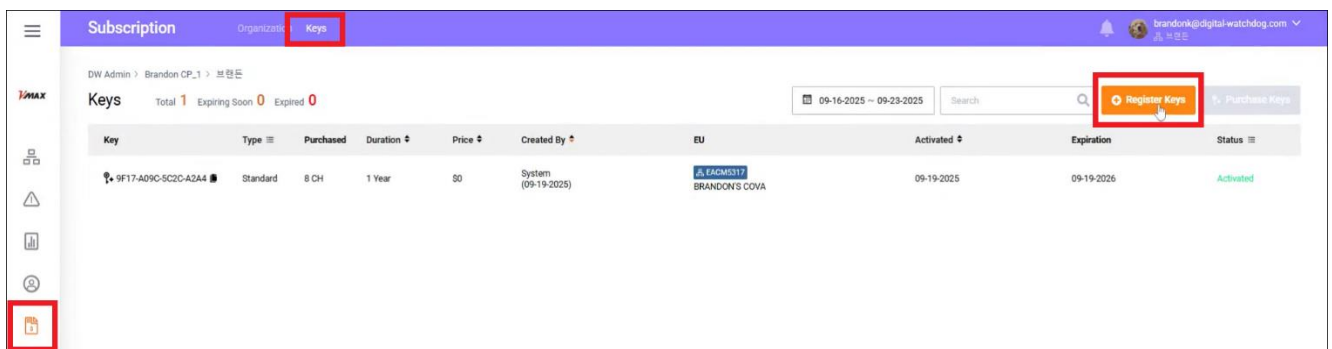 Subscription
Organization
Keys
brandonk@digital-watchdog.com
브랜든
DW Admin > Brandon CP_1 > 브랜든
VMAX
Keys
Total 1 Expiring Soon 0 Expired 0
09-16-2025 ~ 09-23-2025
Search
Register Keys
Purchase Keys
Key Type Purchased Duration Price Created By EU Activated Expiration Status
9F17-A09C-5C2C-A2A4 Standard 8 CH 1 Year $0 System (09-19-2025) EACM5317 BRANDON'S COVA 09-19-2025 09-19-2026 Activated